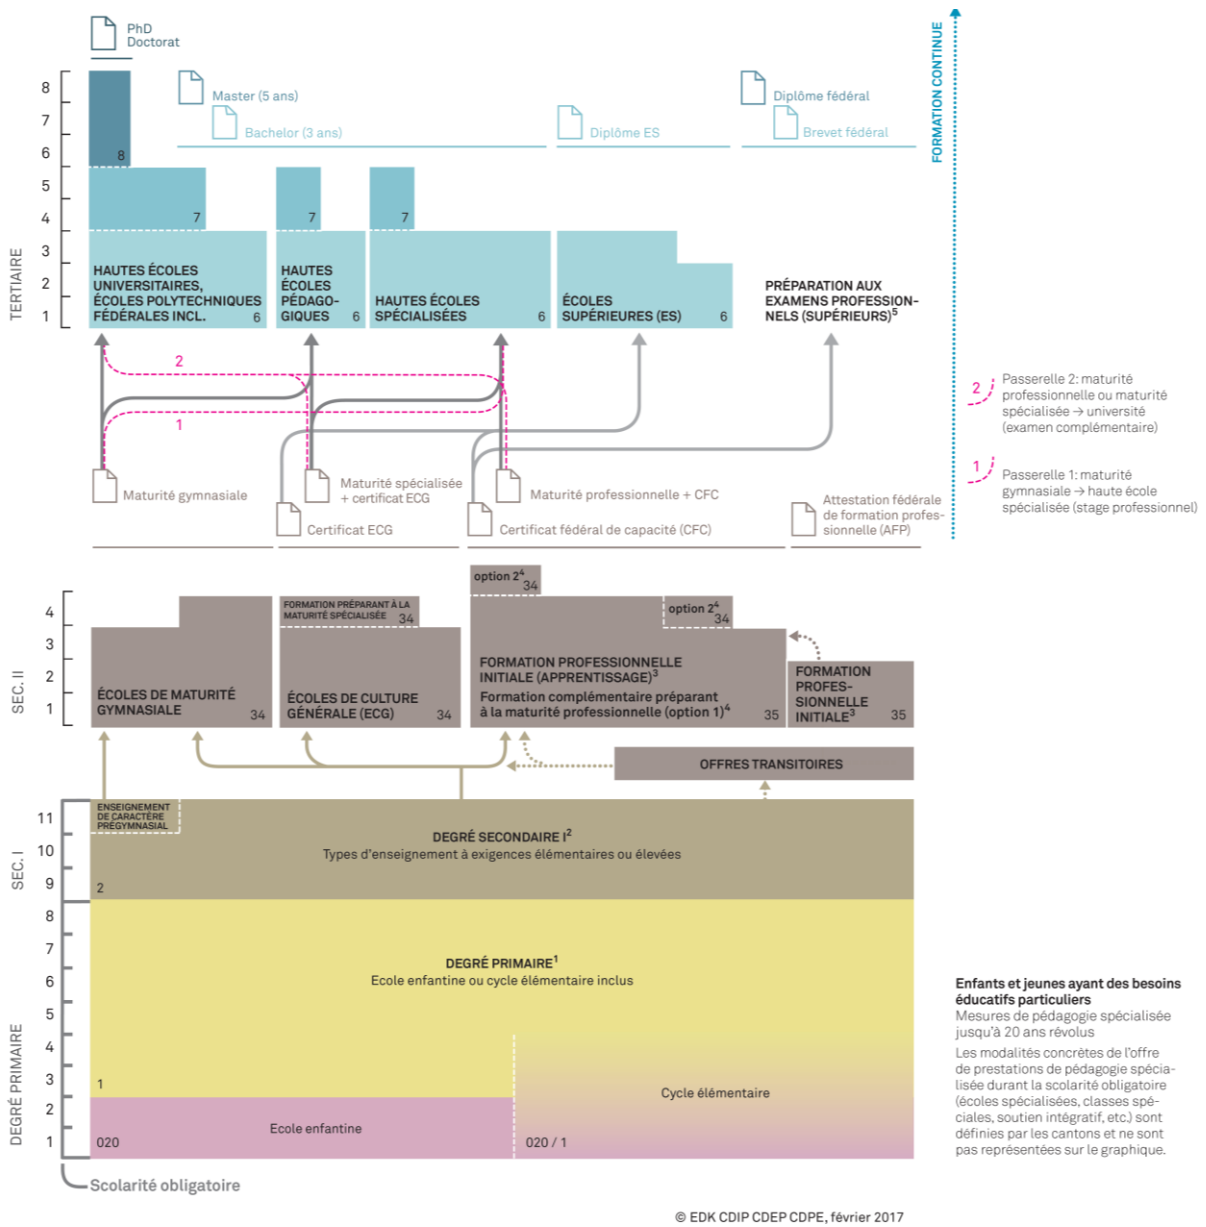 PhD
Doctorat
FORMATION CONTINUE
8
7
6
5
4
3
2
1
TERTIAIRE
Master (5 ans)
Bachelor (3 ans)
Diplôme ES
Diplôme fédéral
Brevet fédéral
8
7
7
7
HAUTES ÉCOLES
UNIVERSITAIRES,
ÉCOLES POLYTECHNIQUES
FÉDÉRALES INCL.
6
HAUTES
ÉCOLES
PÉDAGO-
GIQUES
6
HAUTES ÉCOLES
SPÉCIALISÉES
6
ÉCOLES
SUPÉRIEURES (ES)
6
PRÉPARATION AUX
EXAMENS PROFESSION-
NELS (SUPÉRIEURS)⁵
2
1
2
Passerelle 2: maturité
professionnelle ou maturité
spécialisée → université
(examen complémentaire)
1
Passerelle 1: maturité
gymnasiale → haute école
spécialisée (stage professionnel)
Maturité gymnasiale
Maturité spécialisée
+ certificat ECG
Maturité professionnelle + CFC
Certificat ECG
Certificat fédéral de capacité (CFC)
Attestation fédérale
de formation profes-
sionnelle (AFP)
4
3
2
1
SEC. II
ÉCOLES DE MATURITÉ
GYMNASIALE
34
FORMATION PRÉPARANT À LA
MATURITÉ SPÉCIALISÉE
34
ÉCOLES DE CULTURE
GÉNÉRALE (ECG)
34
option 2⁴
34
option 2⁴
34
FORMATION PROFESSIONNELLE
INITIALE (APPRENTISSAGE)³
Formation complémentaire préparant
à la maturité professionnelle (option 1)⁴
35
FORMATION
PROFES-
SIONNELLE
INITIALE³
35
OFFRES TRANSITOIRES
11
10
9
SEC. I
ENSEIGNEMENT
DE CARACTÈRE
PRÉGYMNASIAL
DEGRÉ SECONDAIRE I²
Types d'enseignement à exigences élémentaires ou élevées
2
8
7
6
5
4
3
2
1
DEGRÉ PRIMAIRE
DEGRÉ PRIMAIRE¹
Ecole enfantine ou cycle élémentaire inclus
1
Ecole enfantine
020
Cycle élémentaire
020 / 1
Scolarité obligatoire
Enfants et jeunes ayant des besoins
éducatifs particuliers
Mesures de pédagogie spécialisée
jusqu'à 20 ans révolus
Les modalités concrètes de l'offre
de prestations de pédagogie spécia-
lisée durant la scolarité obligatoire
(écoles spécialisées, classes spé-
ciales, soutien intégratif, etc.) sont
définies par les cantons et ne sont
pas représentées sur le graphique.
© EDK CDIP CDEP CDPE, février 2017